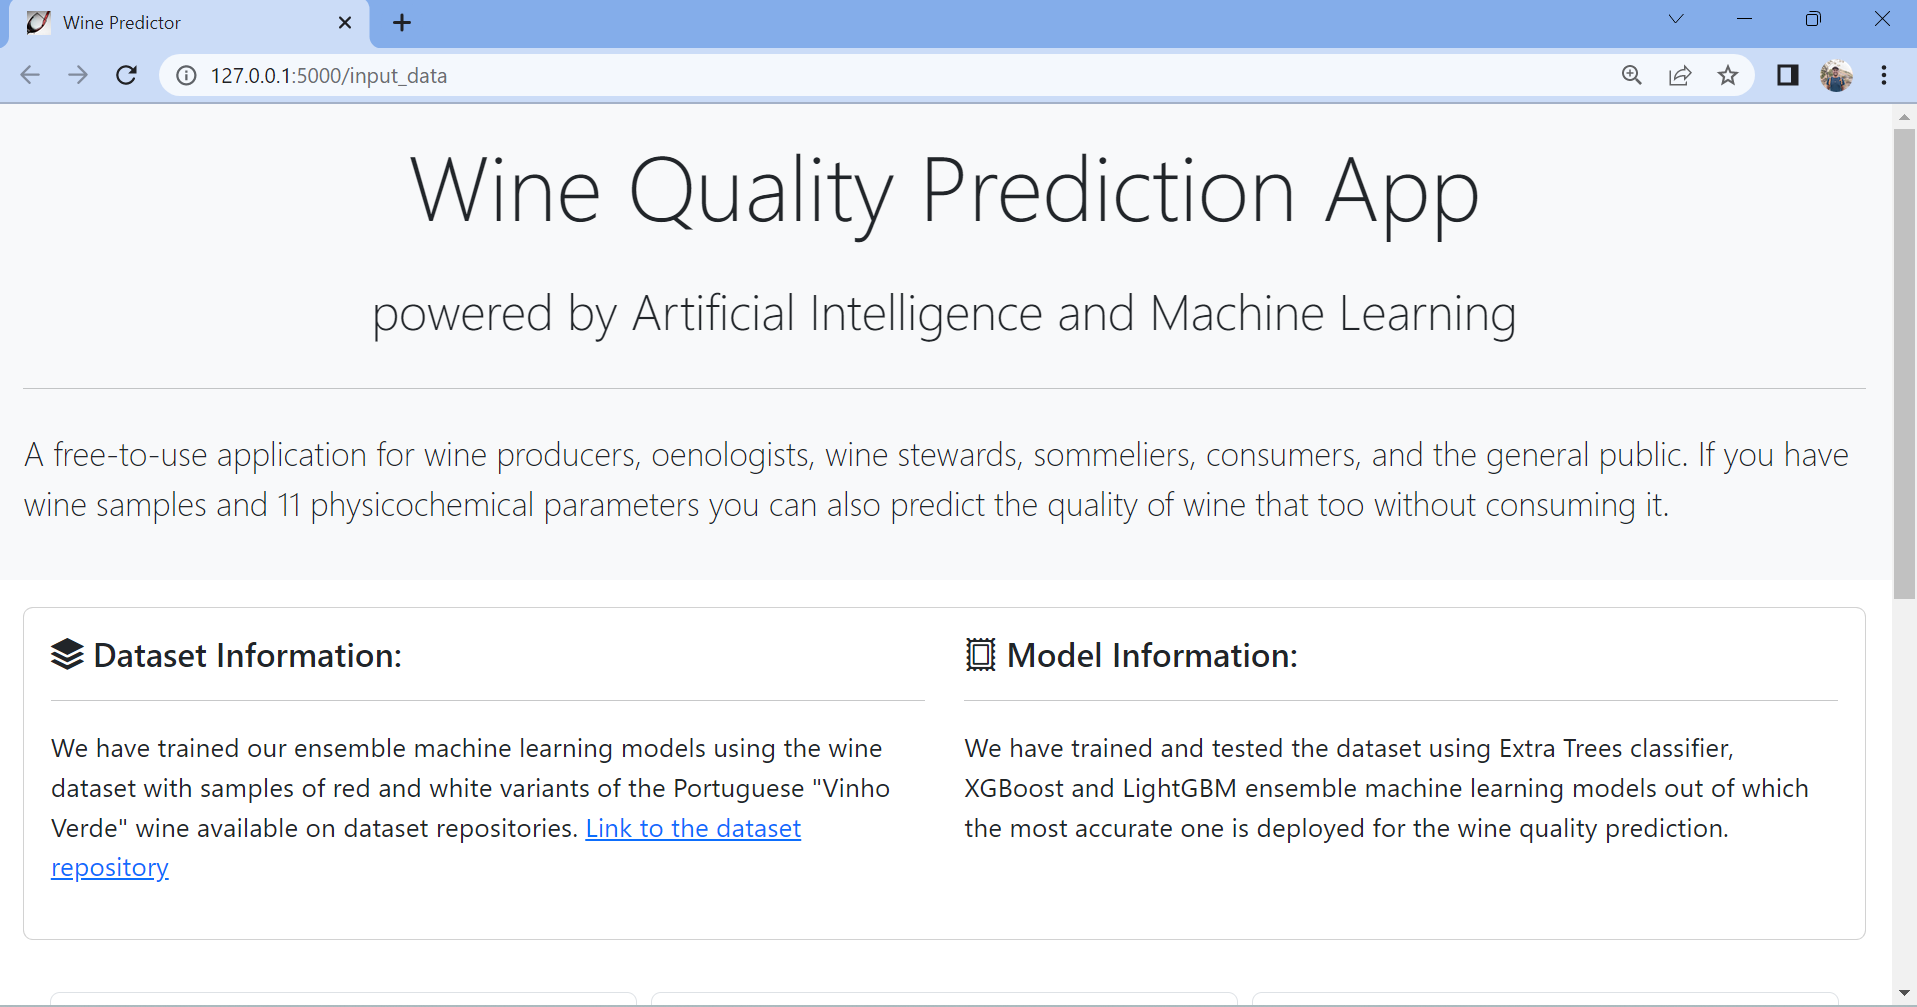 Wine Predictor
127.0.0.1:5000/input_data
Wine Quality Prediction App
powered by Artificial Intelligence and Machine Learning
A free-to-use application for wine producers, oenologists, wine stewards, sommeliers, consumers, and the general public. If you have
wine samples and 11 physicochemical parameters you can also predict the quality of wine that too without consuming it.
Dataset Information:
We have trained our ensemble machine learning models using the wine
dataset with samples of red and white variants of the Portuguese "Vinho
Verde" wine available on dataset repositories. Link to the dataset
repository
Model Information:
We have trained and tested the dataset using Extra Trees classifier,
XGBoost and LightGBM ensemble machine learning models out of which
the most accurate one is deployed for the wine quality prediction.